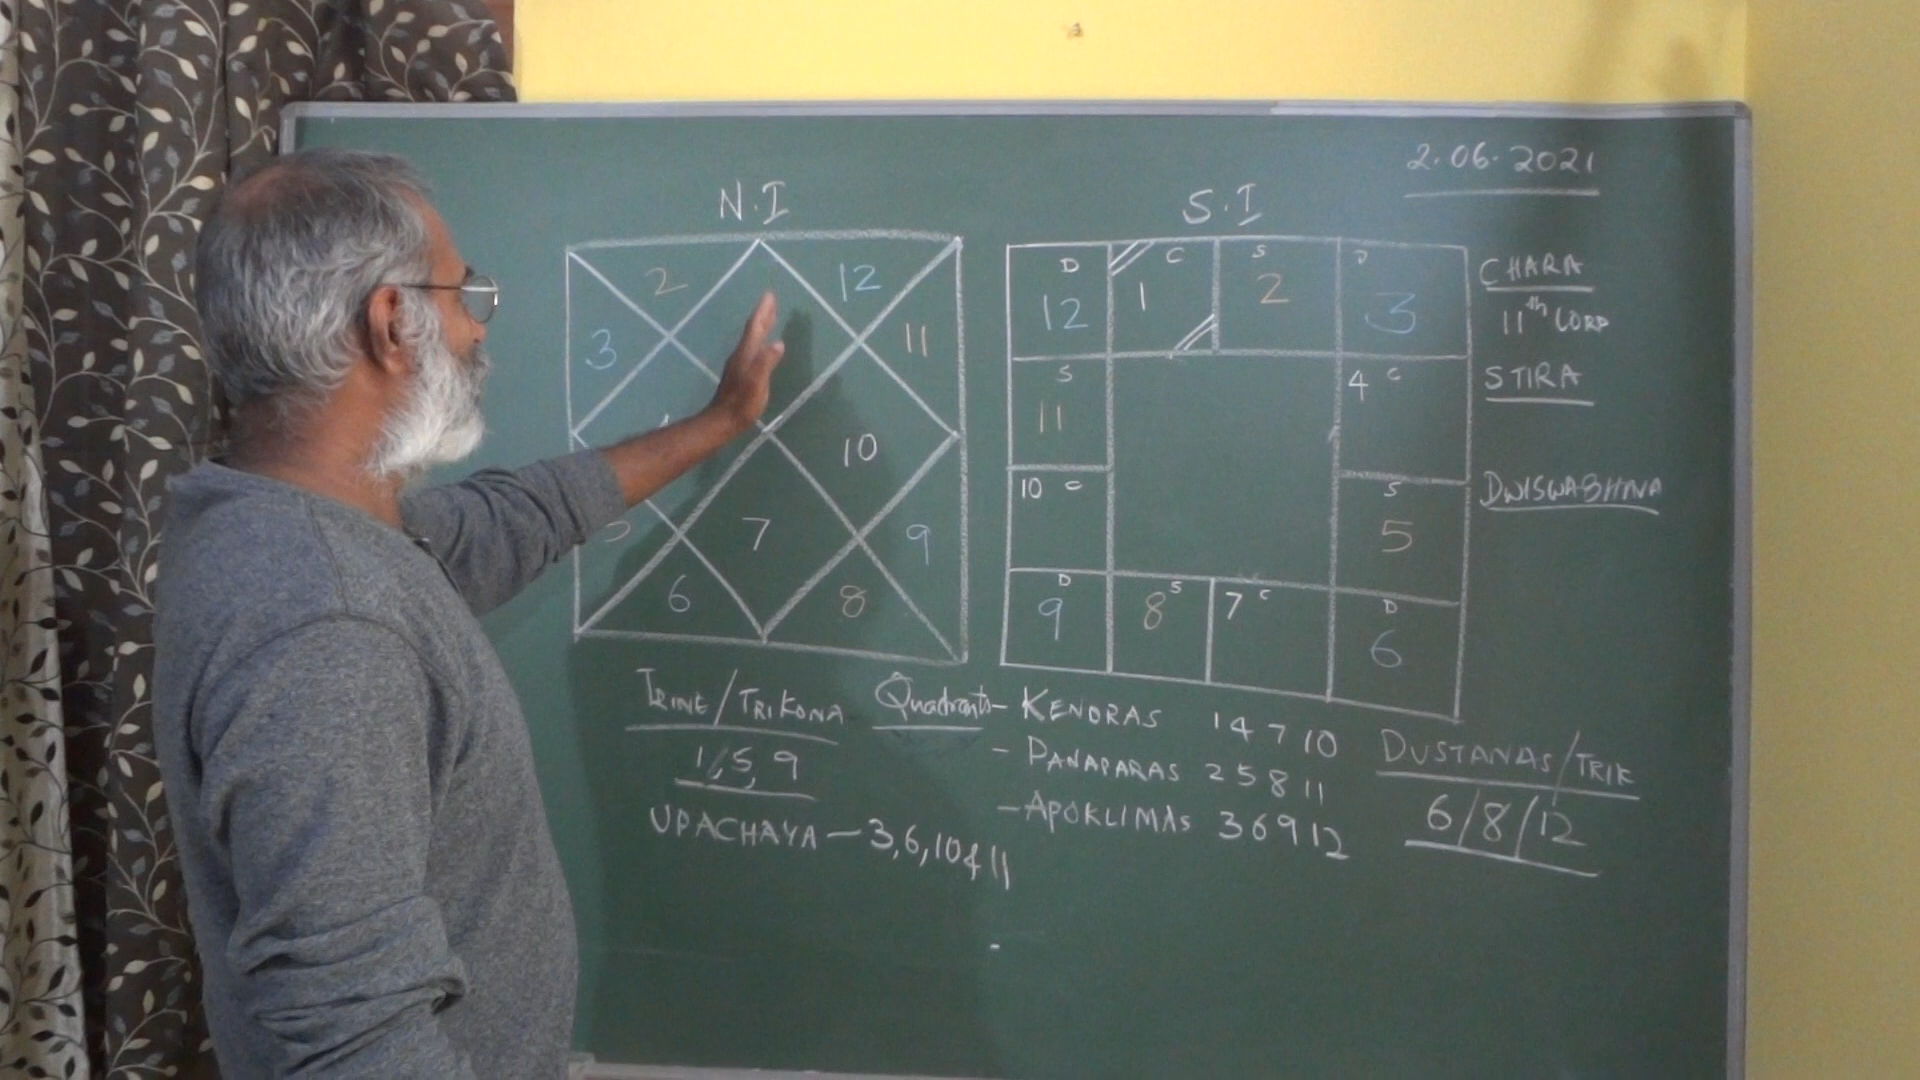 2.06.2021
N.I
2
12
3
11
10
7
9
6
8
S.I
D
12
C
1
S
2
3
S
11
4 C
10 C
S
5
D
9
8 S
7 C
D
6
CHARA
11th LORD
STIRA
DWISWABHAVA
TRINE/TRIKONA
1,5,9
UPACHAYA - 3,6,10&11
Quadrants - KENDRAS 1 4 7 10
- PANAPARAS 2 5 8 11
- APOKLIMAS 3 6 9 12
DUSTANAS/TRIK
6/8/12